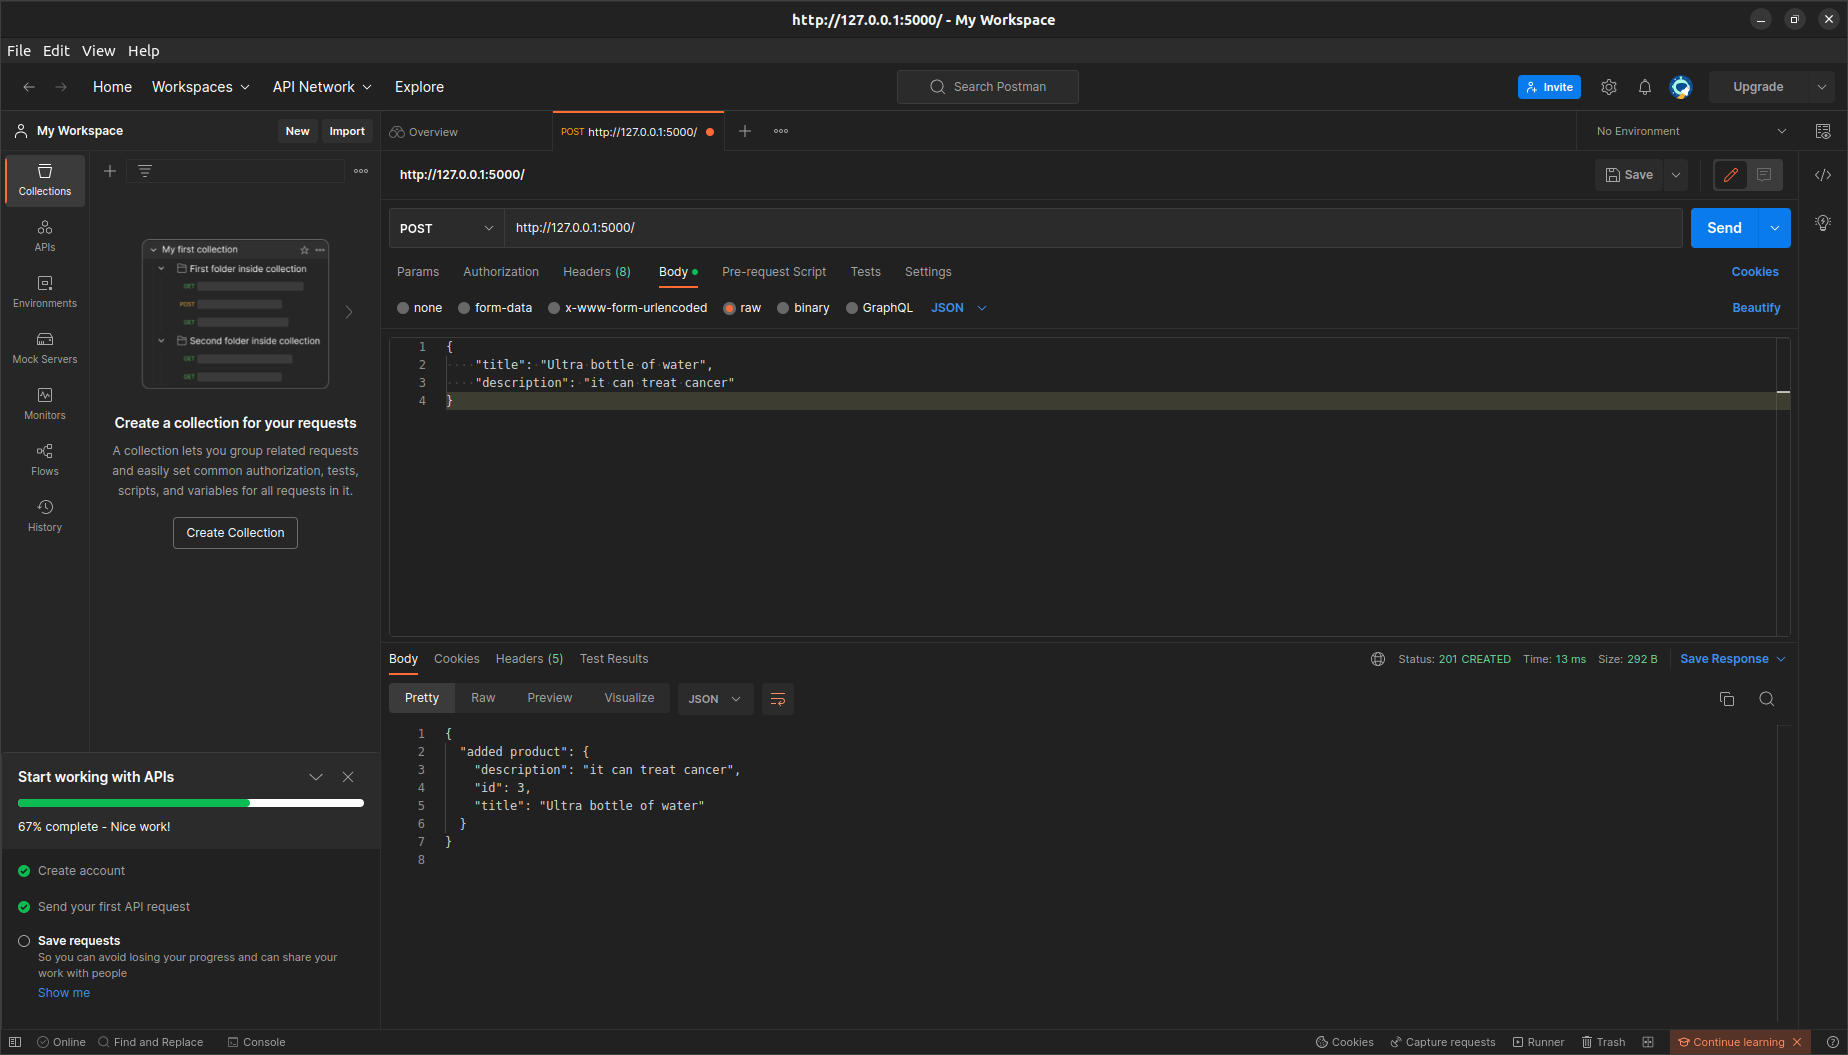 http://127.0.0.1:5000/ - My Workspace
File Edit View Help
Home Workspaces API Network Explore
Search Postman
Invite
Upgrade
My Workspace
New Import
Overview
POST http://127.0.0.1:5000/
No Environment
Collections
APIs
Environments
Mock Servers
Monitors
Flows
History
My first collection
First folder inside collection
GET
POST
GET
Second folder inside collection
GET
GET
Create a collection for your requests
A collection lets you group related requests
and easily set common authorization, tests,
scripts, and variables for all requests in it.
Create Collection
Start working with APIs
67% complete - Nice work!
Create account
Send your first API request
Save requests
So you can avoid losing your progress and can share your
work with people
Show me
http://127.0.0.1:5000/
Save
POST http://127.0.0.1:5000/
Send
Params Authorization Headers (8) Body Pre-request Script Tests Settings
Cookies
none form-data x-www-form-urlencoded raw binary GraphQL JSON
Beautify
1 {
2 "title": "Ultra bottle of water",
3 "description": "it can treat cancer"
4 }
Body Cookies Headers (5) Test Results
Status: 201 CREATED Time: 13 ms Size: 292 B Save Response
Pretty Raw Preview Visualize JSON
1 {
2 "added product": {
3 "description": "it can treat cancer",
4 "id": 3,
5 "title": "Ultra bottle of water"
6 }
7 }
8
Online Find and Replace Console
Cookies Capture requests Runner Trash Continue learning